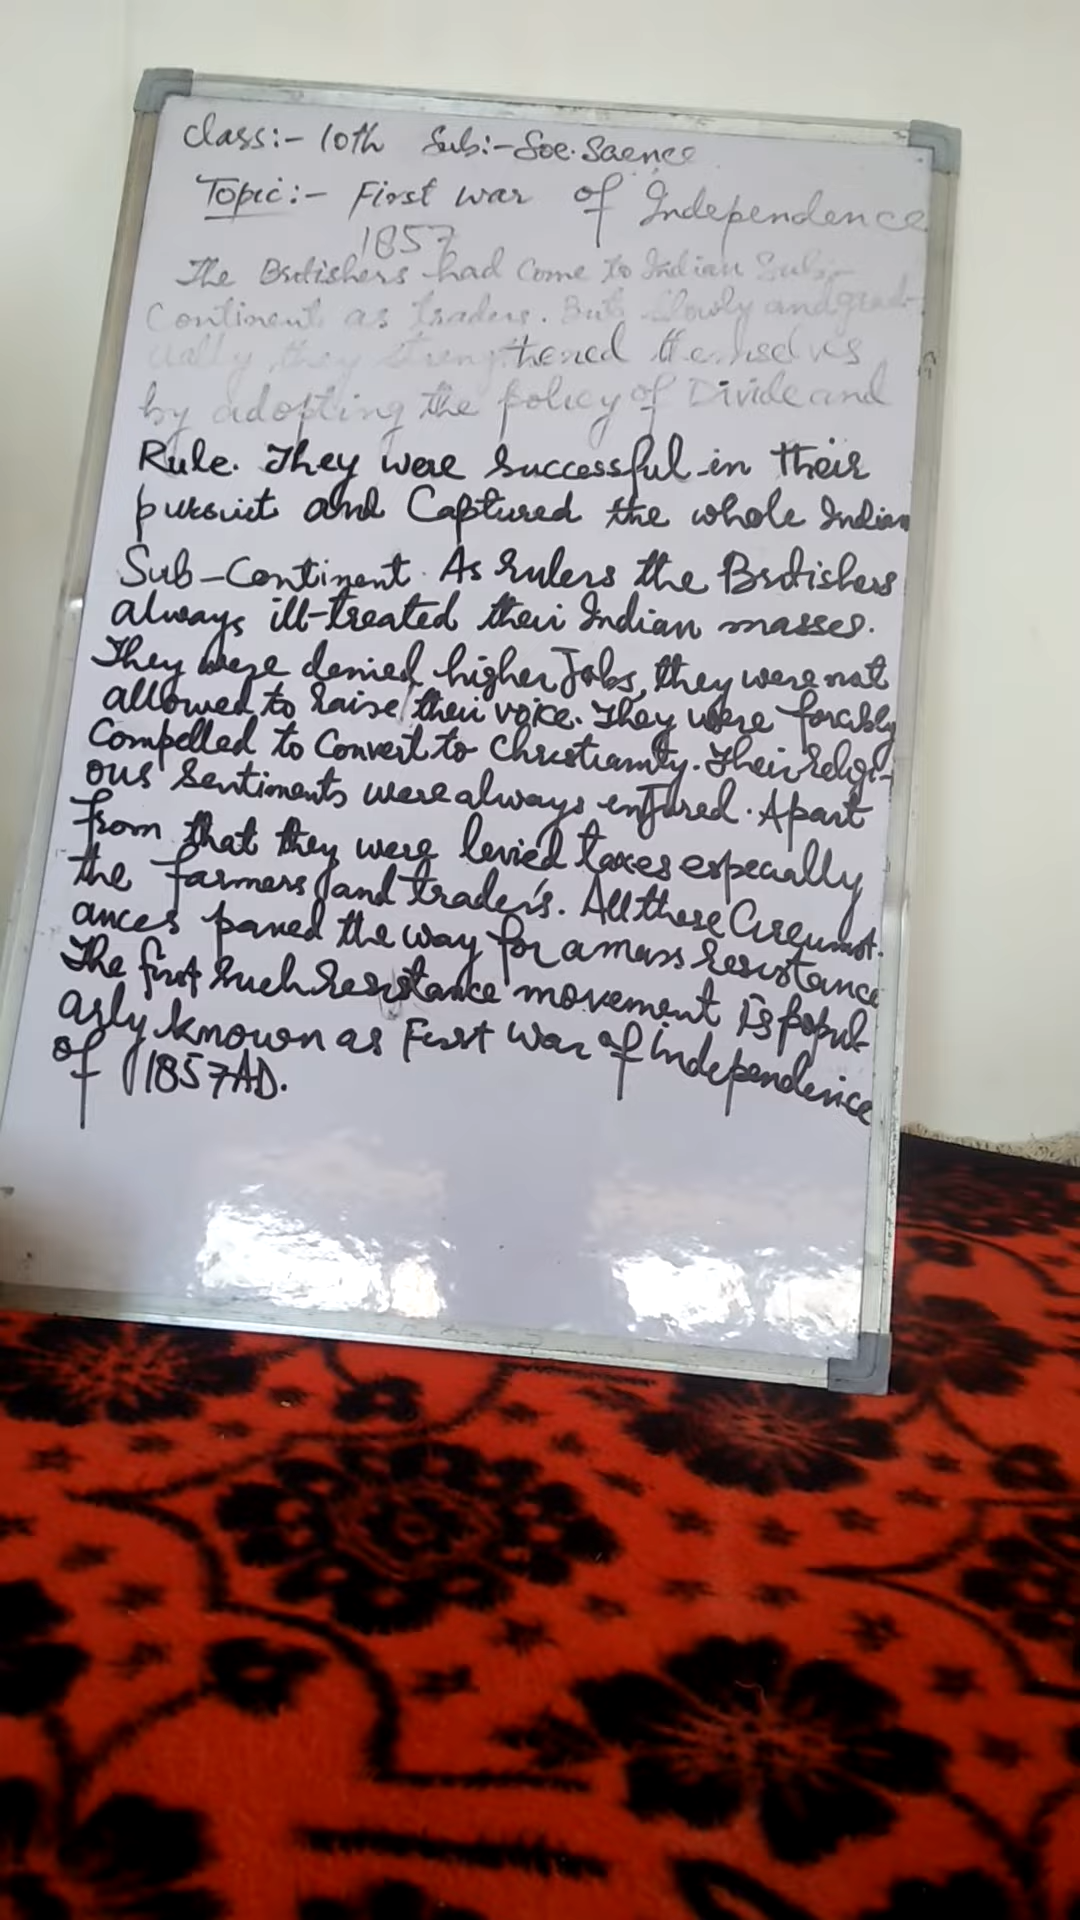 Class:- 10th Sub:- Soc. Science
Topic:- First war of Independence
1857
The Britishers had Come to Indian Sub-
Continent as traders. But slowly and grad-
ually they strengthened themselves
by adopting the policy of Divide and
Rule. They were successful in their
pursuit and Captured the whole Indian
Sub-Continent. As rulers the Britishers
always ill-treated their Indian masses.
They were denied higher Jobs, they were not
allowed to raise their voice. They were forcibly
Compelled to Convert to Christianity. Their religi-
ous Sentiments were always enjured. Apart
from that they were levied taxes especially
the farmers and trader's. All these Circumst-
ances paved the way for a mass resistance
The first such resistance movement is popul-
arly known as First War of independence
of 1857AD.